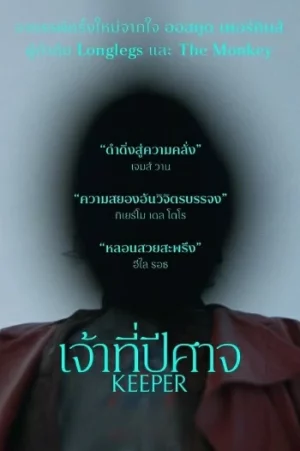 ความสยองครั้งใหม่จากใจ ออสกูด เพอร์กินส์
ผู้กำกับ Longlegs และ The Monkey
“ดำดิ่งสู่ความคลั่ง”
เจมส์ วาน
“ความสยองอันวิจิตรบรรจง”
กิเยร์โม เดล โตโร
“หลอนสวยสะพรึง”
อีไล รอธ
เจ้าที่ปีศาจ
KEEPER